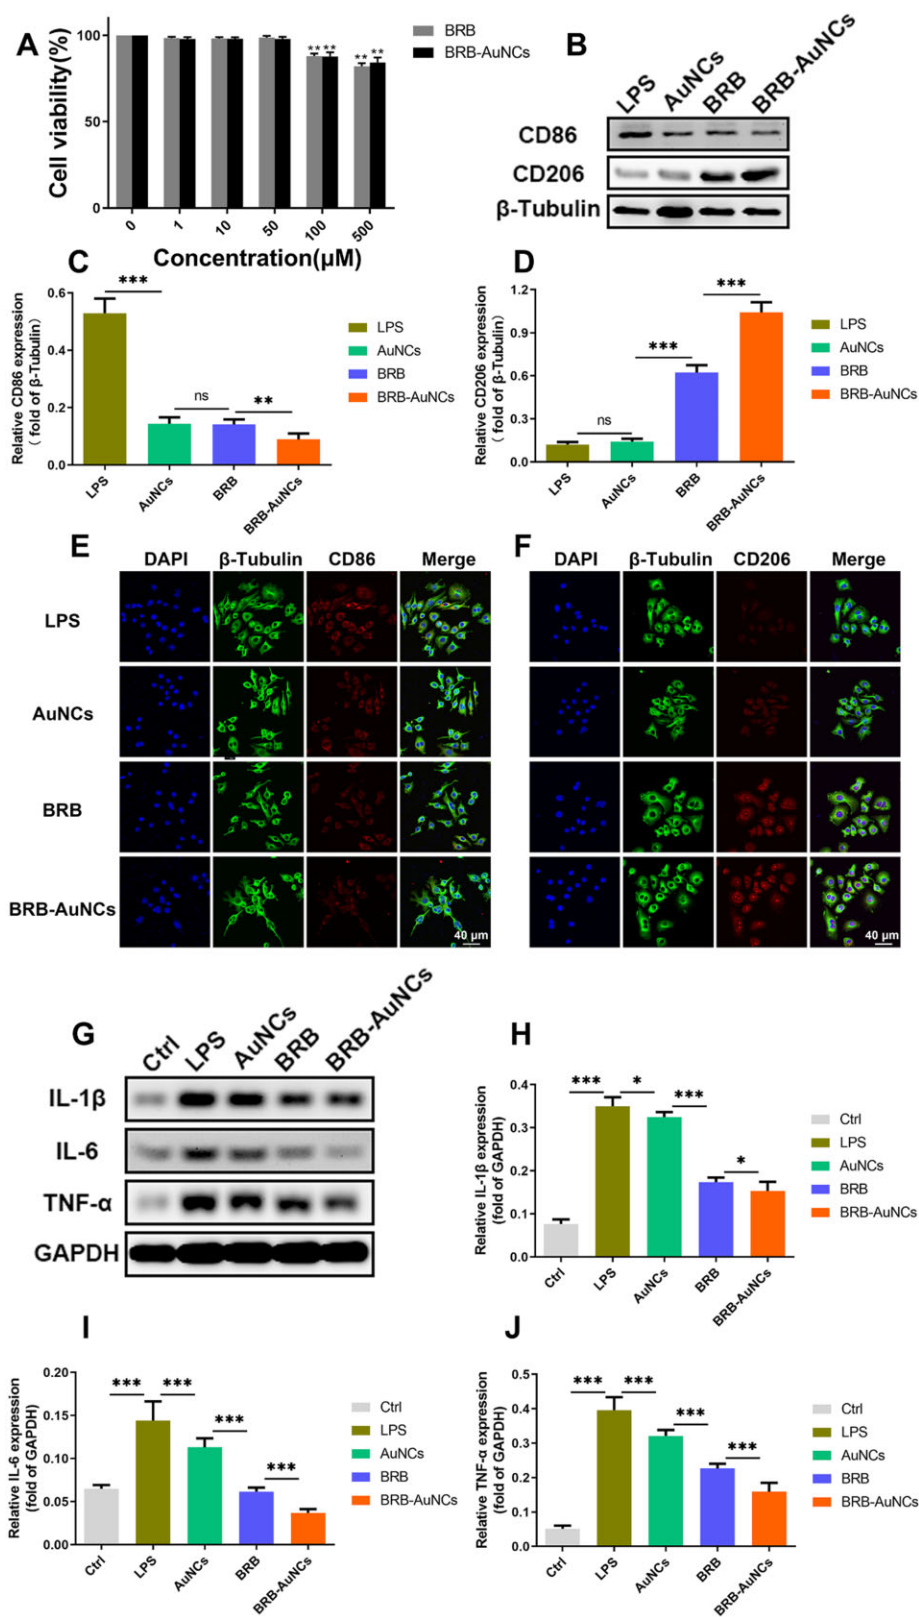 A
Cell viability(%)
100
50
0
** **
** **
0 1 10 50 100 500
Concentration(μM)
BRB
BRB-AuNCs
B
LPS AuNCs BRB BRB-AuNCs
CD86
CD206
β-Tubulin
C
Relative CD86 expression
( fold of β-Tubulin)
0.6
0.4
0.2
0.0
***
ns
**
LPS AuNCs BRB BRB-AuNCs
LPS
AuNCs
BRB
BRB-AuNCs
D
Relative CD206 expression
( fold of β-Tubulin)
1.2
0.9
0.6
0.3
0.0
ns
***
***
LPS AuNCs BRB BRB-AuNCs
LPS
AuNCs
BRB
BRB-AuNCs
E
DAPI β-Tubulin CD86 Merge
LPS
AuNCs
BRB
BRB-AuNCs
40 μm
F
DAPI β-Tubulin CD206 Merge
40 μm
G
Ctrl LPS AuNCs BRB BRB-AuNCs
IL-1β
IL-6
TNF-α
GAPDH
H
Relative IL-1β expression
(fold of GAPDH)
0.4
0.3
0.2
0.1
0.0
*** * ***
*
Ctrl LPS AuNCs BRB BRB-AuNCs
Ctrl
LPS
AuNCs
BRB
BRB-AuNCs
I
Relative IL-6 expression
(fold of GAPDH)
0.20
0.15
0.10
0.05
0.00
*** ***
***
***
Ctrl LPS AuNCs BRB BRB-AuNCs
Ctrl
LPS
AuNCs
BRB
BRB-AuNCs
J
Relative TNF-α expression
(fold of GAPDH)
0.5
0.4
0.3
0.2
0.1
0.0
*** ***
***
***
Ctrl LPS AuNCs BRB BRB-AuNCs
Ctrl
LPS
AuNCs
BRB
BRB-AuNCs